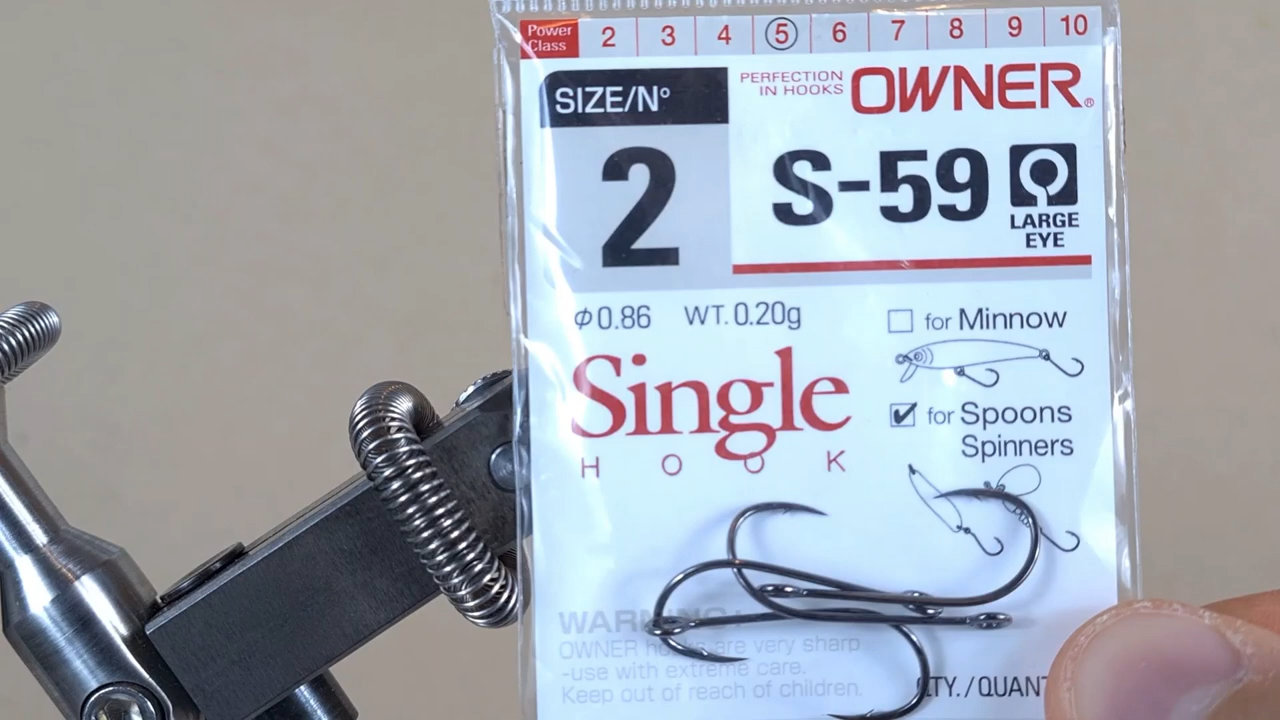 Power Class 2 3 4 5 6 7 8 9 10
SIZE/Nº
2
PERFECTION
IN HOOKS
OWNER®
S-59
LARGE
EYE
Φ0.86 WT. 0.20g
for Minnow
for Spoons
Spinners
Single
HOOK
WARNING:
OWNER hooks are very sharp
-use with extreme care.
Keep out of reach of children.